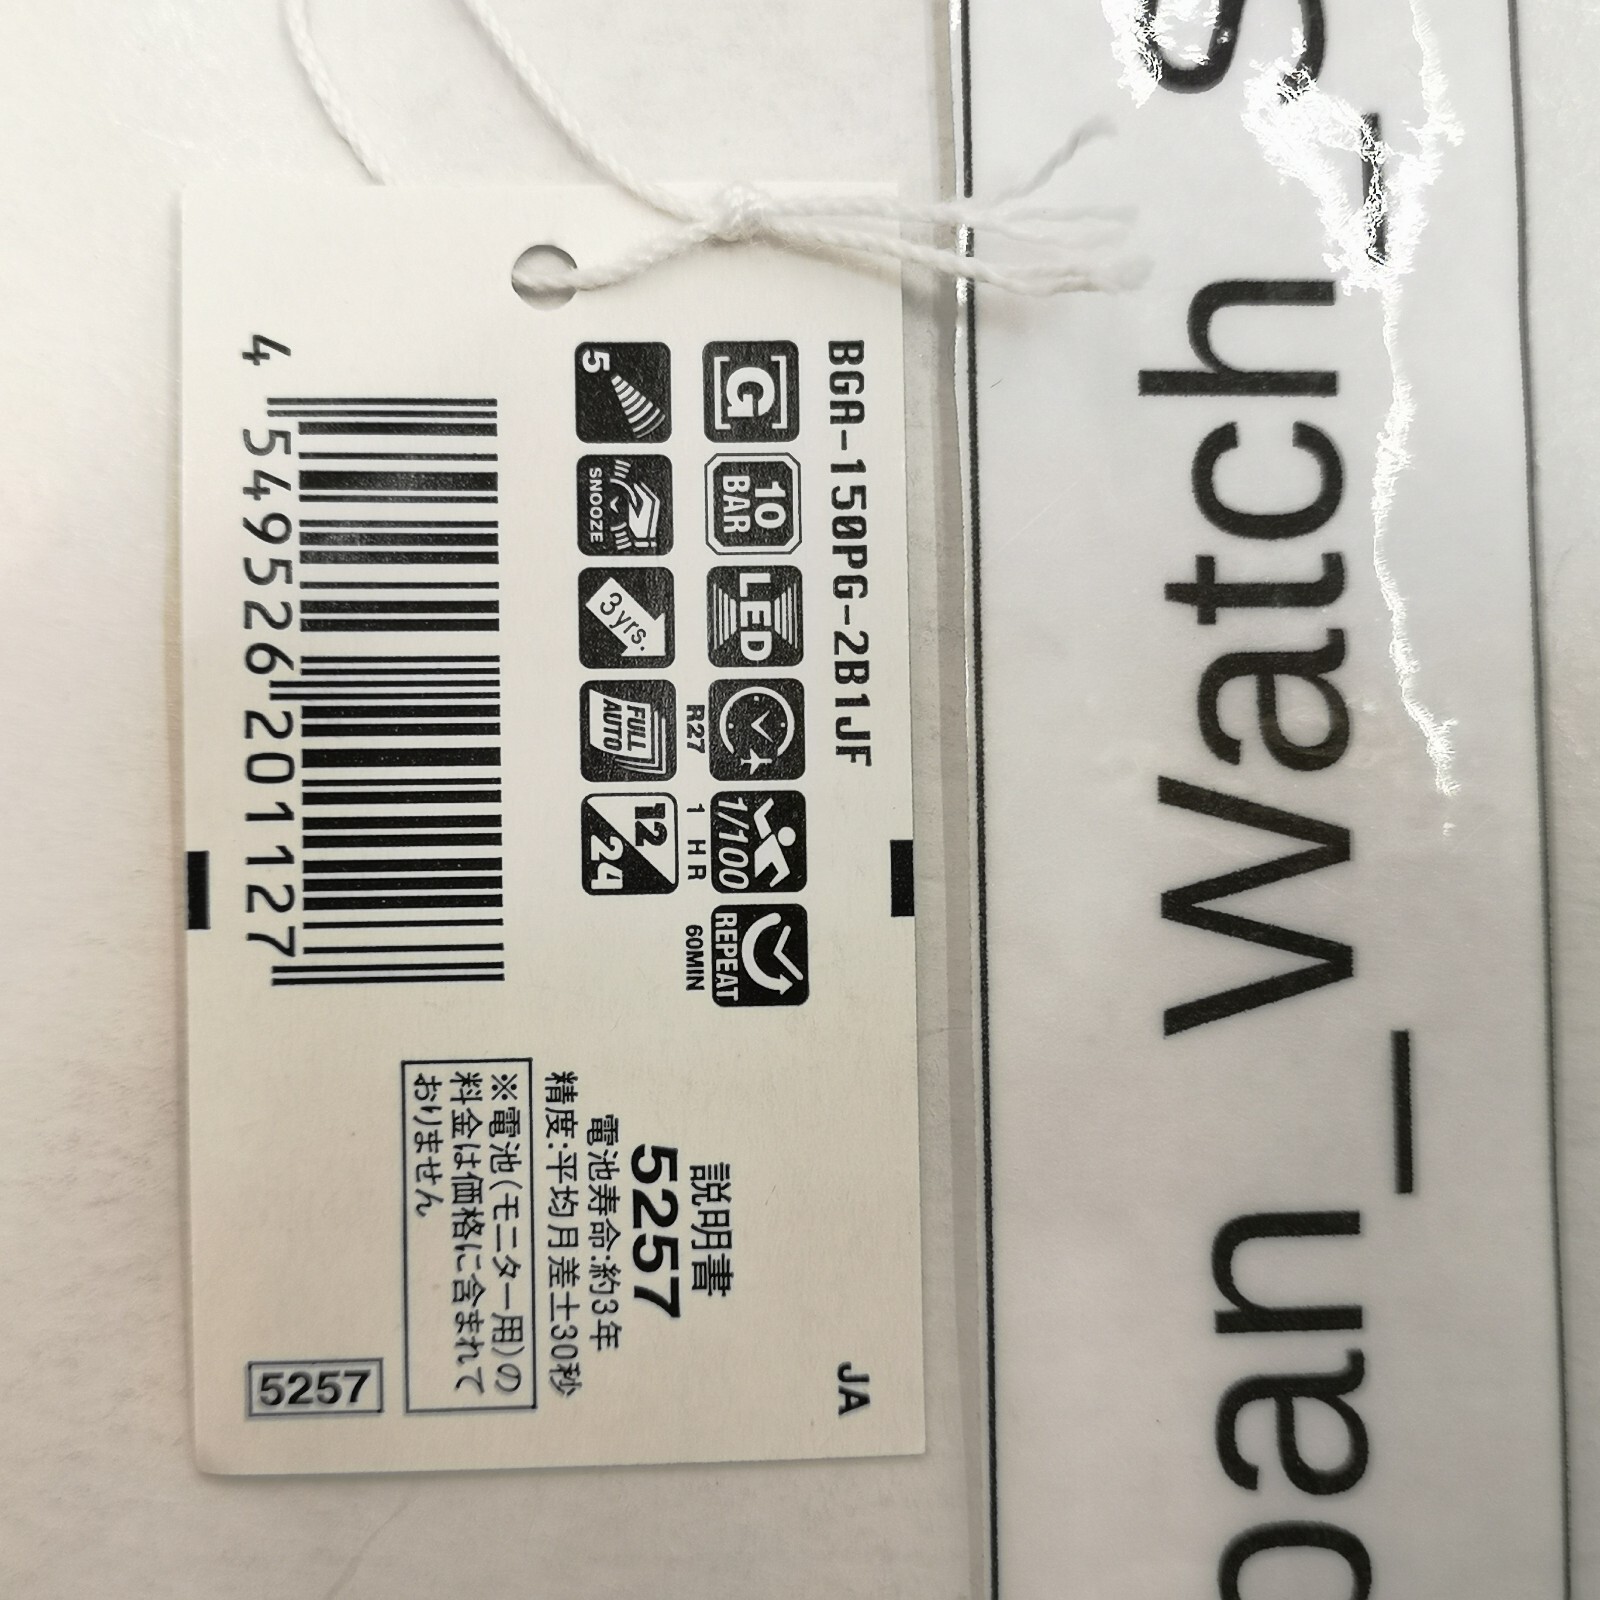 BGA-150PG-2B1JF
G
10
BAR
LED
R27
1/100
1 HR
REPEAT
60MIN
5
SNOOZE
3yrs.
FULL
AUTO
12
24
4 549526 201127
JA
説明書
5257
電池寿命:約3年
精度:平均月差±30秒
※電池(モニター用)の
料金は価格に含まれて
おりません
5257
pan_Watch_S